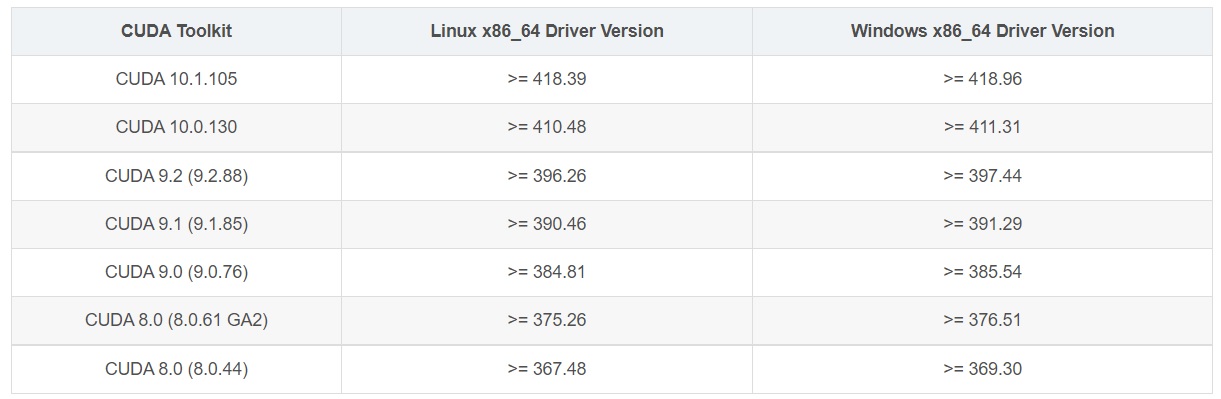 CUDA Toolkit Linux x86_64 Driver Version Windows x86_64 Driver Version
CUDA 10.1.105 >= 418.39 >= 418.96
CUDA 10.0.130 >= 410.48 >= 411.31
CUDA 9.2 (9.2.88) >= 396.26 >= 397.44
CUDA 9.1 (9.1.85) >= 390.46 >= 391.29
CUDA 9.0 (9.0.76) >= 384.81 >= 385.54
CUDA 8.0 (8.0.61 GA2) >= 375.26 >= 376.51
CUDA 8.0 (8.0.44) >= 367.48 >= 369.30